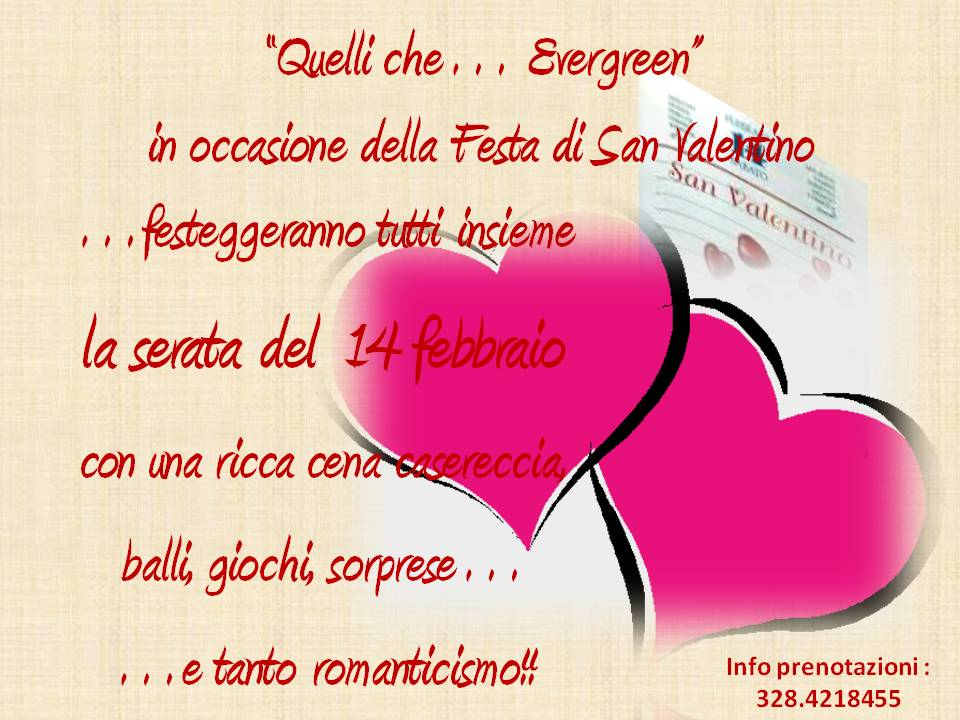 “Quelli che . . . Evergreen”
in occasione della Festa di San Valentino
. . . festeggeranno tutti insieme
la serata del 14 febbraio
con una ricca cena casereccia,
balli, giochi, sorprese . . .
. . . e tanto romanticismo!!
San Valentino
Info prenotazioni :
328.4218455